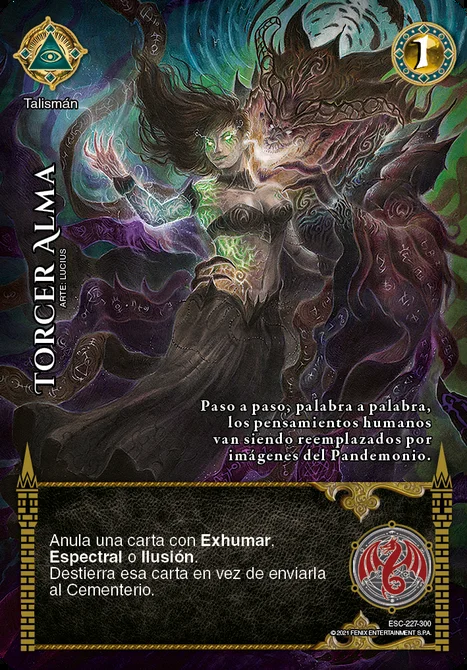 1
Talismán
TORCER ALMA
ARTE: LUCIUS
Paso a paso, palabra a palabra,
los pensamientos humanos
van siendo reemplazados por
imágenes del Pandemonio.
Anula una carta con Exhumar,
Espectral o Ilusión.
Destierra esa carta en vez de enviarla
al Cementerio.
ESC-227-300
©2021 FENIX ENTERTAINMENT S.P.A.